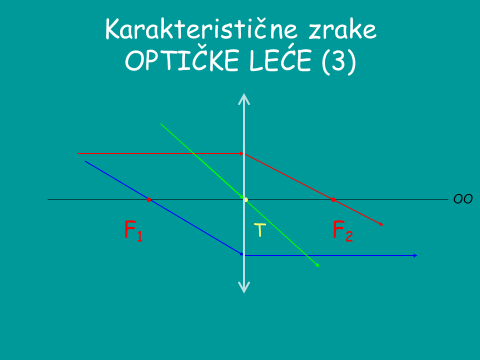 Karakteristične zrake
OPTIČKE LEĆE (3)
OO
F₁
T
F₂